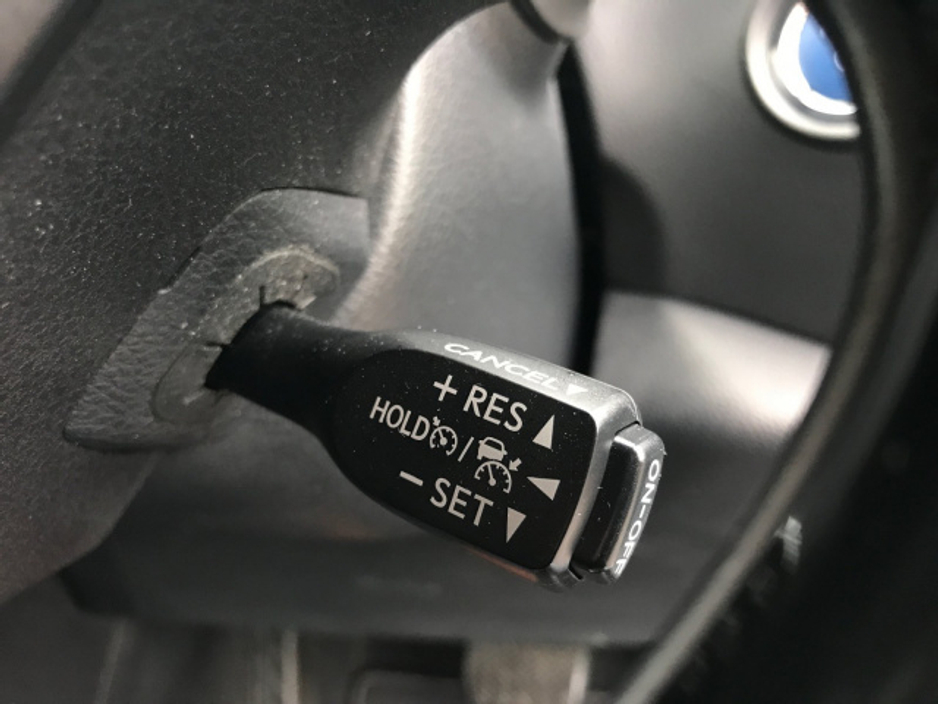 CANCEL
+ RES
HOLD /
− SET
ON-OFF